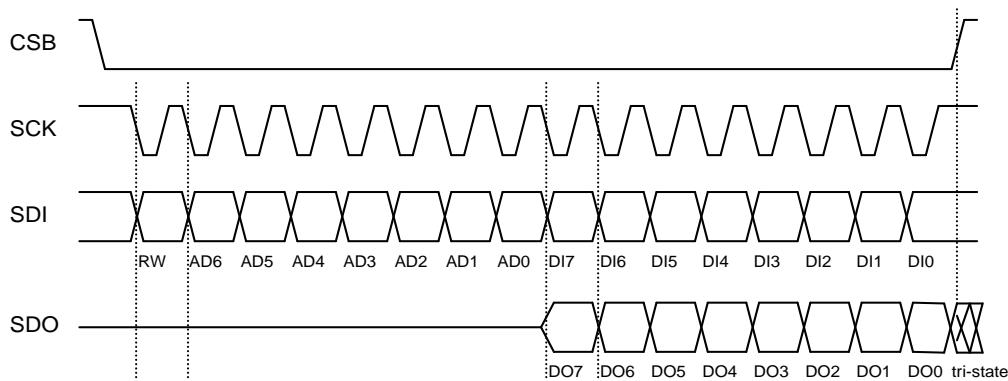 CSB
SCK
SDI
RW AD6 AD5 AD4 AD3 AD2 AD1 AD0 DI7 DI6 DI5 DI4 DI3 DI2 DI1 DI0
SDO
DO7 DO6 DO5 DO4 DO3 DO2 DO1 DO0 tri-state